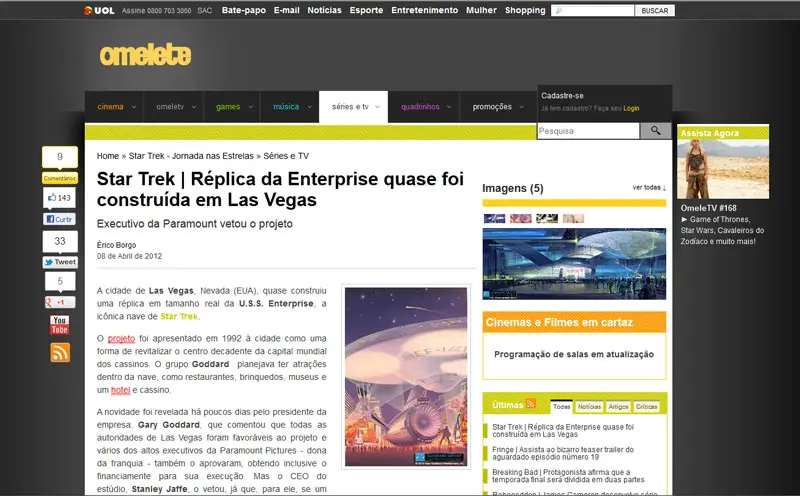 UOL Assine 0800 703 3000 SAC Bate-papo E-mail Notícias Esporte Entretenimento Mulher Shopping BUSCAR
omelete
cinema omeletv games música séries e tv quadrinhos promoções
Cadastre-se
Já tem cadastro? Faça seu Login
Pesquisa
9
Comentários
143
Curtir
33
Tweet
5
+1
You
Tube
Home » Star Trek - Jornada nas Estrelas » Séries e TV
Star Trek | Réplica da Enterprise quase foi
construída em Las Vegas
Executivo da Paramount vetou o projeto
Érico Borgo
08 de Abril de 2012
A cidade de Las Vegas, Nevada (EUA), quase construiu
uma réplica em tamanho real da U.S.S. Enterprise, a
icônica nave de Star Trek.
O projeto foi apresentado em 1992 à cidade como uma
forma de revitalizar o centro decadente da capital mundial
dos cassinos. O grupo Goddard planejava ter atrações
dentro da nave, como restaurantes, brinquedos, museus e
um hotel e cassino.
A novidade foi revelada há poucos dias pelo presidente da
empresa, Gary Goddard, que comentou que todas as
autoridades de Las Vegas foram favoráveis ao projeto e
vários dos altos executivos da Paramount Pictures - dona
da franquia - também o aprovaram, obtendo inclusive o
financiamento para sua execução. Mas o CEO do
estúdio, Stanley Jaffe, o vetou, já que, para ele, se um
Imagens (5) ver todas ↓
Cinemas e Filmes em cartaz
Programação de salas em atualização
Últimas Todas Notícias Artigos Críticas
Star Trek | Réplica da Enterprise quase foi
construída em Las Vegas
Fringe | Assista ao bizarro teaser trailer do
aguardado episódio número 19
Breaking Bad | Protagonista afirma que a
temporada final será dividida em duas partes
Assista Agora
OmeleTV #168
► Game of Thrones,
Star Wars, Cavaleiros do
Zodíaco e muito mais!